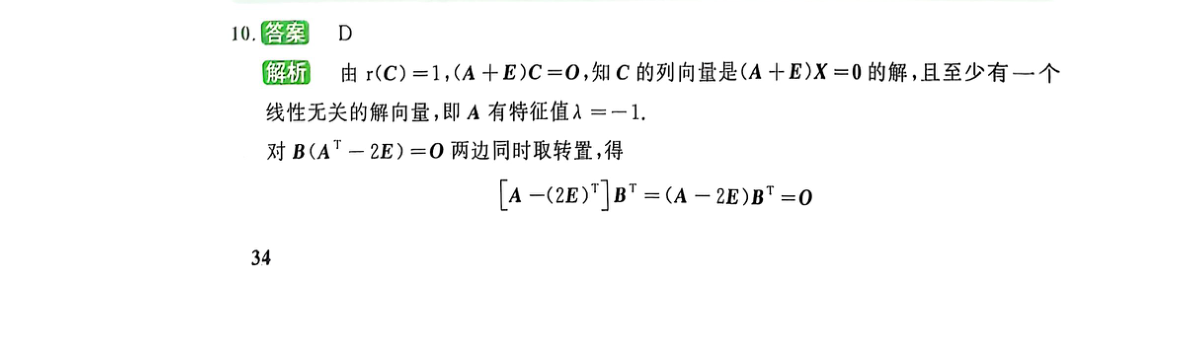 10. 答案 D
解析 由 r(C)=1,(A+E)C=O,知 C 的列向量是(A+E)X=0 的解,且至少有一个
线性无关的解向量,即 A 有特征值 λ=-1.
对 B(Aᵀ-2E)=O 两边同时取转置,得
[A-(2E)ᵀ]Bᵀ=(A-2E)Bᵀ=O
34